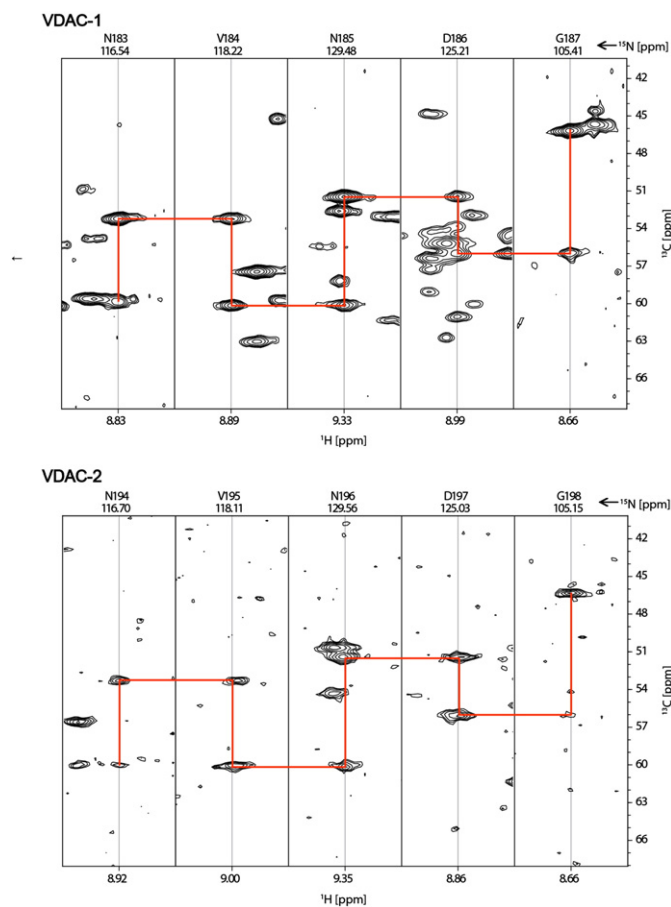 VDAC-1
N183 V184 N185 D186 G187
116.54 118.22 129.48 125.21 105.41 ←¹⁵N [ppm]
42
45
48
51
54
57
60
63
66
¹³C [ppm]
↑
8.83 8.89 9.33 8.99 8.66
¹H [ppm]
VDAC-2
N194 V195 N196 D197 G198
116.70 118.11 129.56 125.03 105.15 ←¹⁵N [ppm]
42
45
48
51
54
57
60
63
66
¹³C [ppm]
8.92 9.00 9.35 8.86 8.66
¹H [ppm]